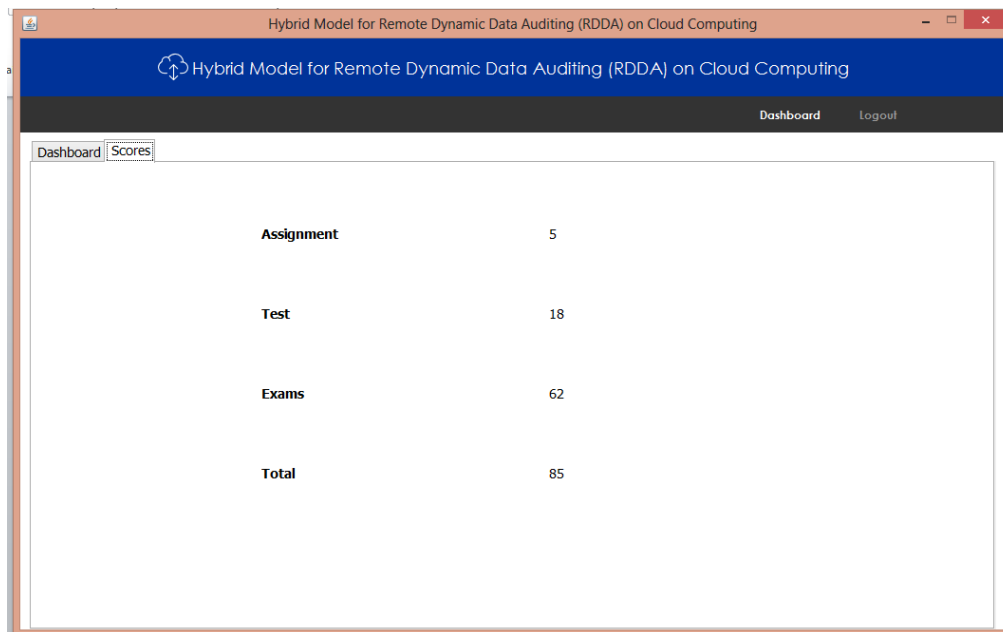 Hybrid Model for Remote Dynamic Data Auditing (RDDA) on Cloud Computing
Hybrid Model for Remote Dynamic Data Auditing (RDDA) on Cloud Computing
Dashboard Logout
Dashboard Scores
Assignment 5
Test 18
Exams 62
Total 85